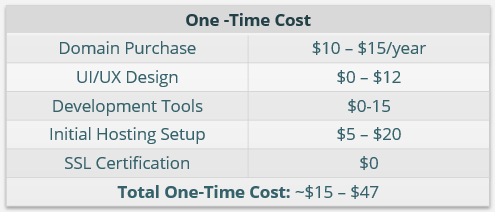 One -Time Cost
Domain Purchase $10 – $15/year
UI/UX Design $0 – $12
Development Tools $0-15
Initial Hosting Setup $5 – $20
SSL Certification $0
Total One-Time Cost: ~$15 – $47